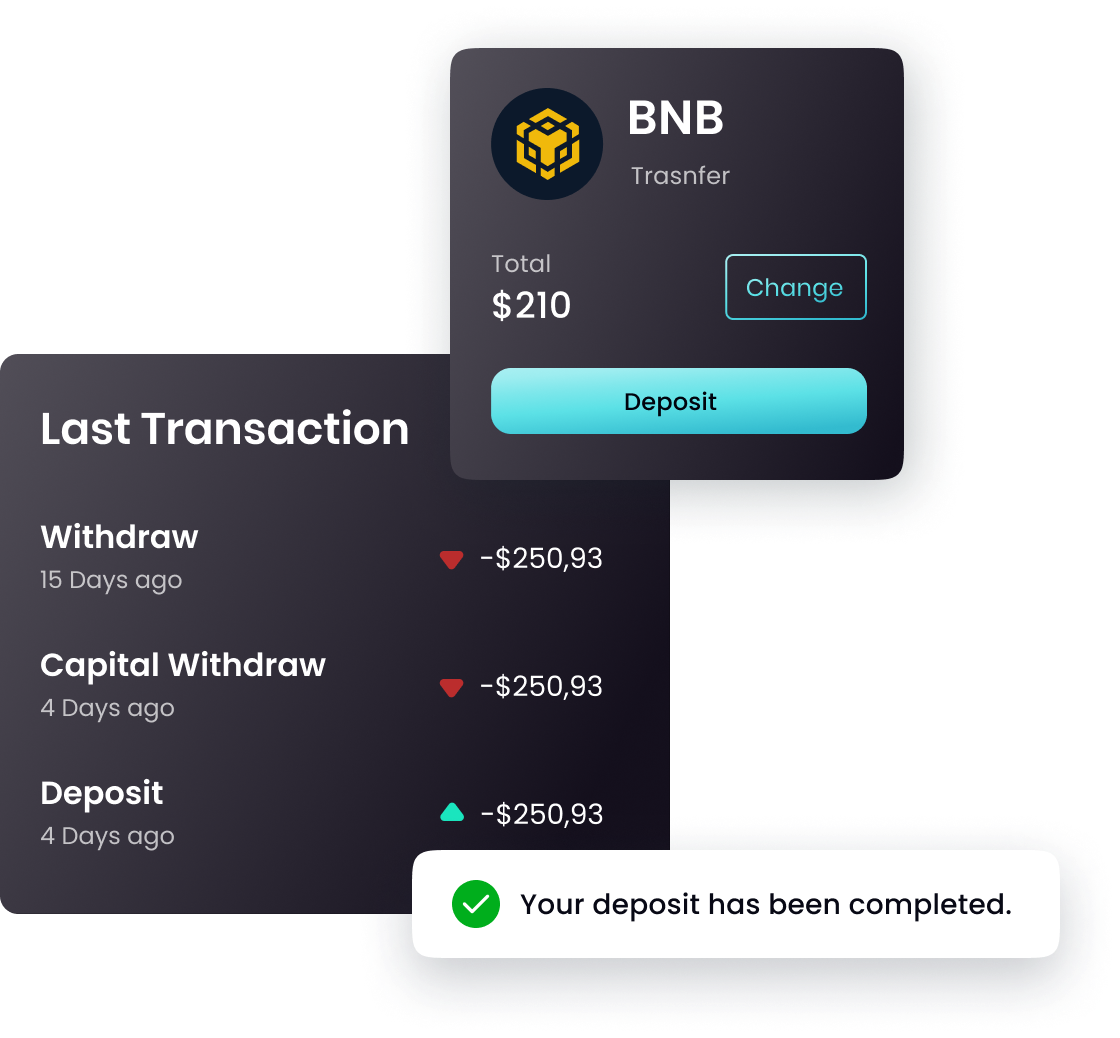 BNB
Trasnfer
Total
$210
Change
Deposit
Last Transaction
Withdraw
15 Days ago
-$250,93
Capital Withdraw
4 Days ago
-$250,93
Deposit
4 Days ago
-$250,93
Your deposit has been completed.